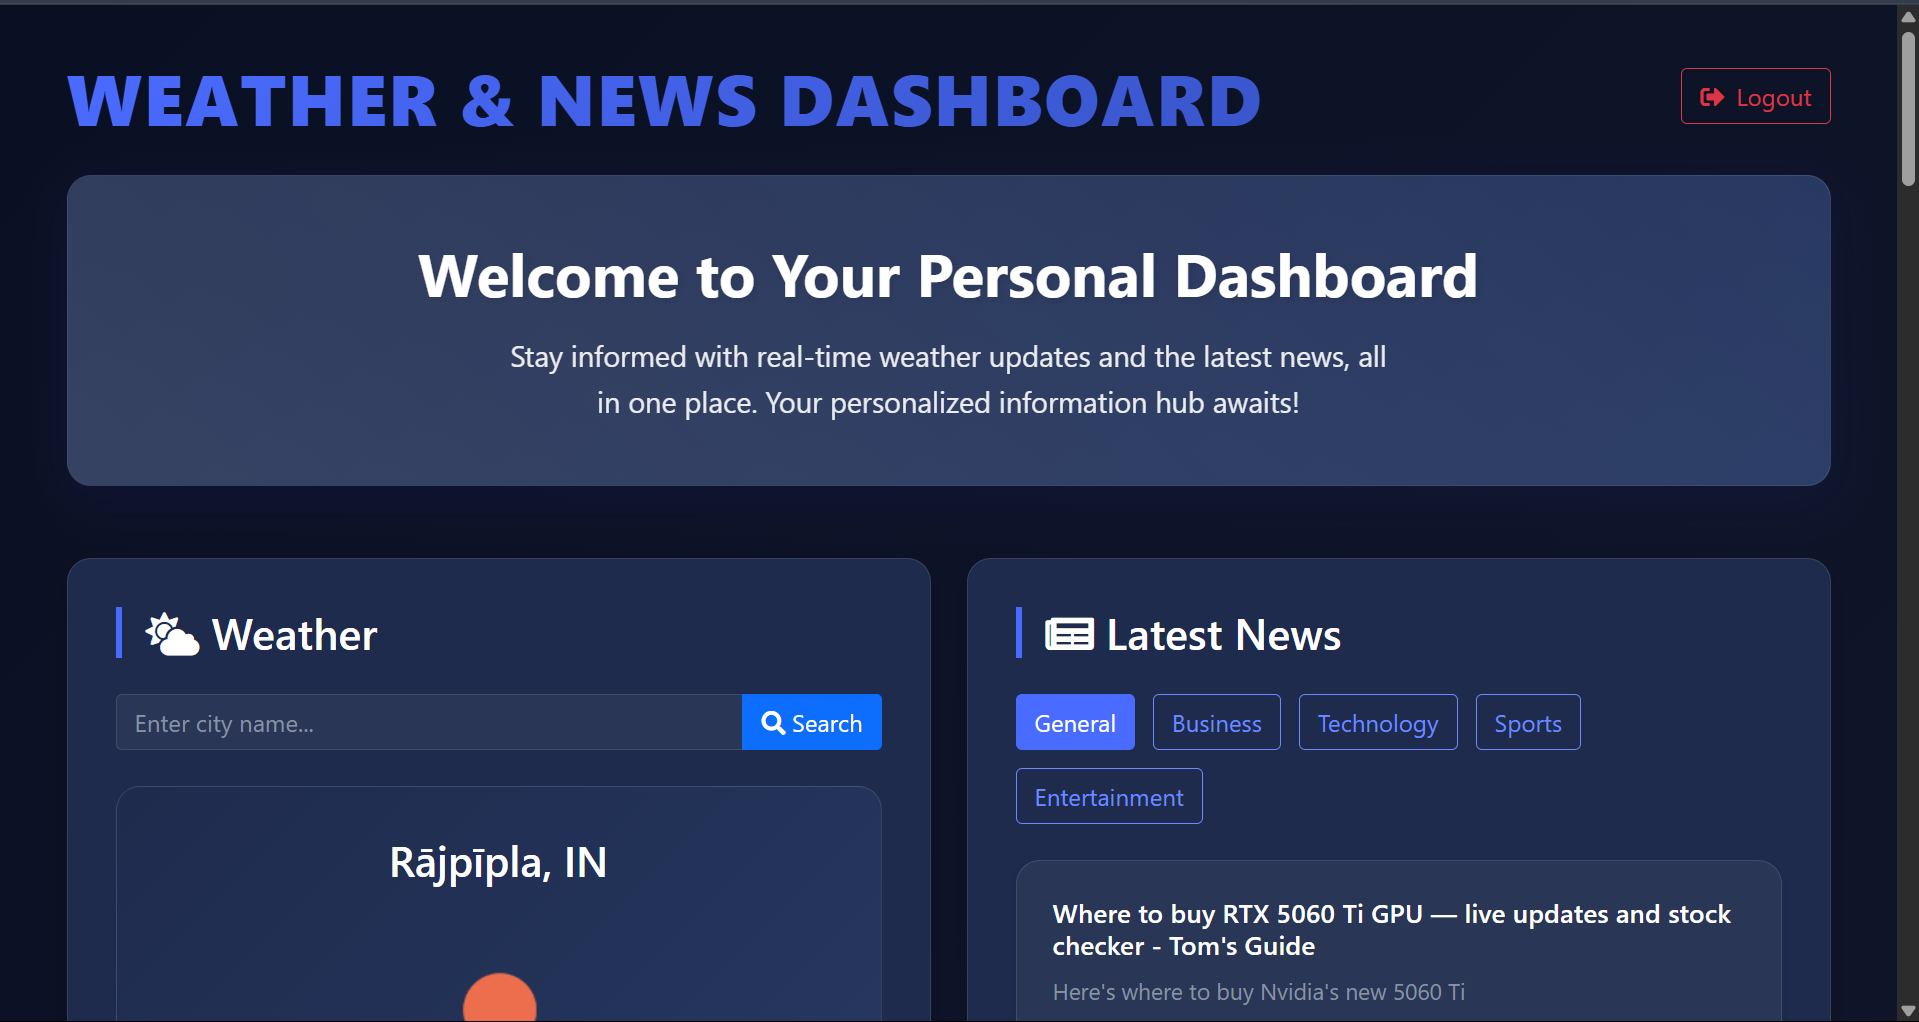 WEATHER & NEWS DASHBOARD
Logout
Welcome to Your Personal Dashboard
Stay informed with real-time weather updates and the latest news, all
in one place. Your personalized information hub awaits!
Weather
Enter city name...
Search
Rājpīpla, IN
Latest News
General
Business
Technology
Sports
Entertainment
Where to buy RTX 5060 Ti GPU — live updates and stock
checker - Tom's Guide
Here's where to buy Nvidia's new 5060 Ti